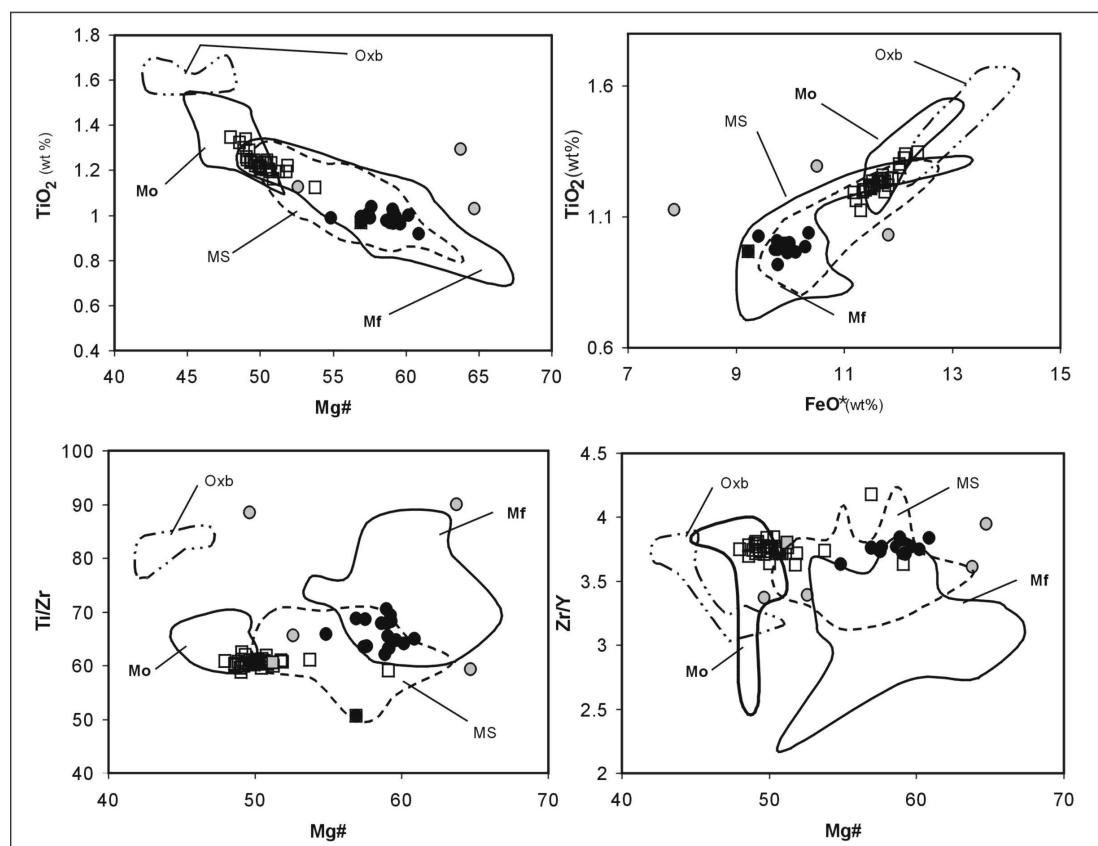 1.8
1.6
1.4
1.2
1
0.8
0.6
0.4
TiO2 (wt %)
Oxb
Mo
MS
Mf
40 45 50 55 60 65 70
Mg#
1.6
1.1
0.6
TiO2 (wt %)
Oxb
Mo
MS
Mf
7 9 11 13 15
FeO* (wt%)
100
90
80
70
60
50
40
Ti/Zr
Oxb
Mf
Mo
MS
40 50 60 70
Mg#
4.5
4
3.5
3
2.5
2
Zr/Y
Oxb
MS
Mf
Mo
40 50 60 70
Mg#